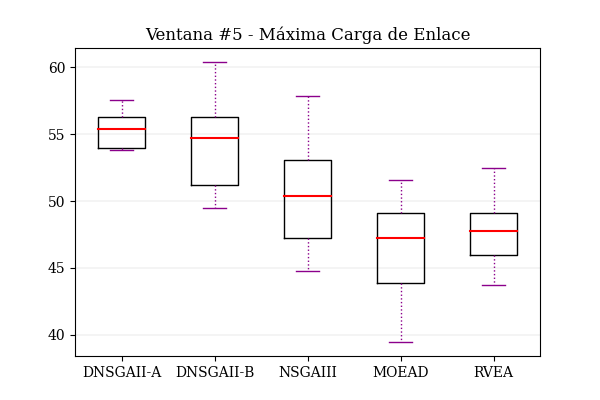 Ventana #5 - Máxima Carga de Enlace
60
55
50
45
40
DNSGAII-A DNSGAII-B NSGAIII MOEAD RVEA